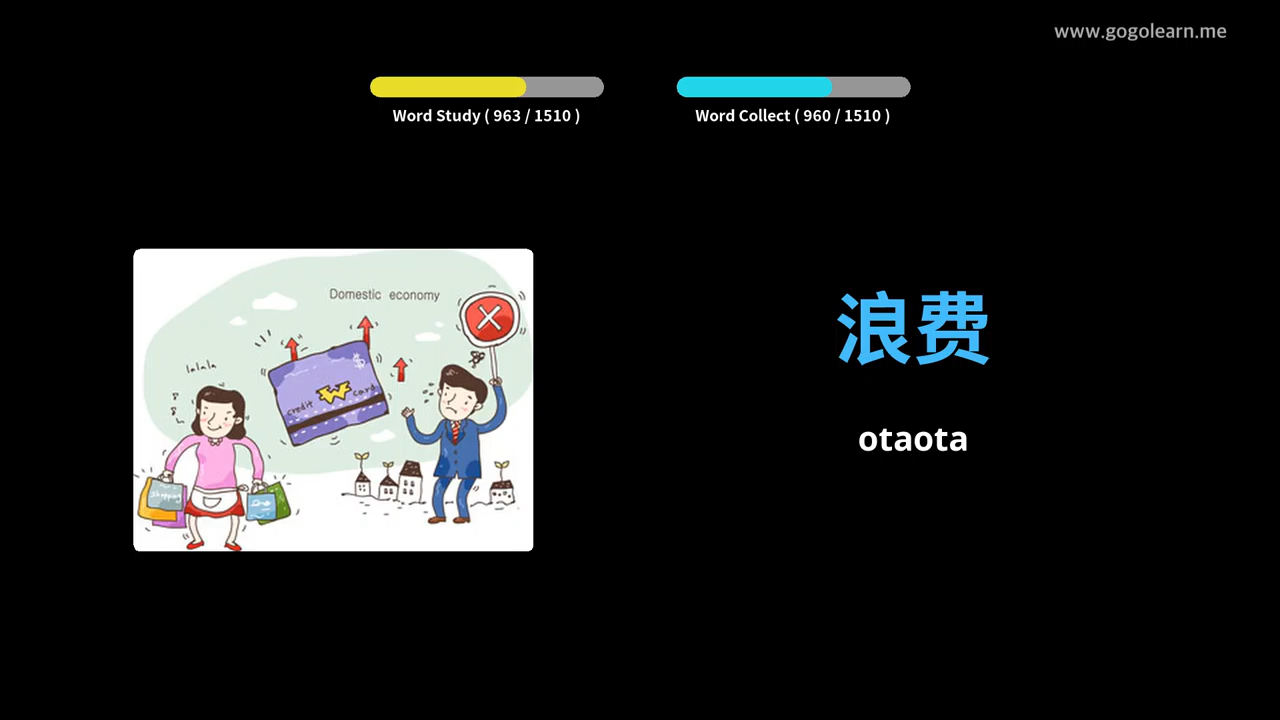 www.gogolearn.me
Word Study ( 963 / 1510 )
Word Collect ( 960 / 1510 )
Domestic economy
lalala
$
W
credit card
shopping
浪费
otaota